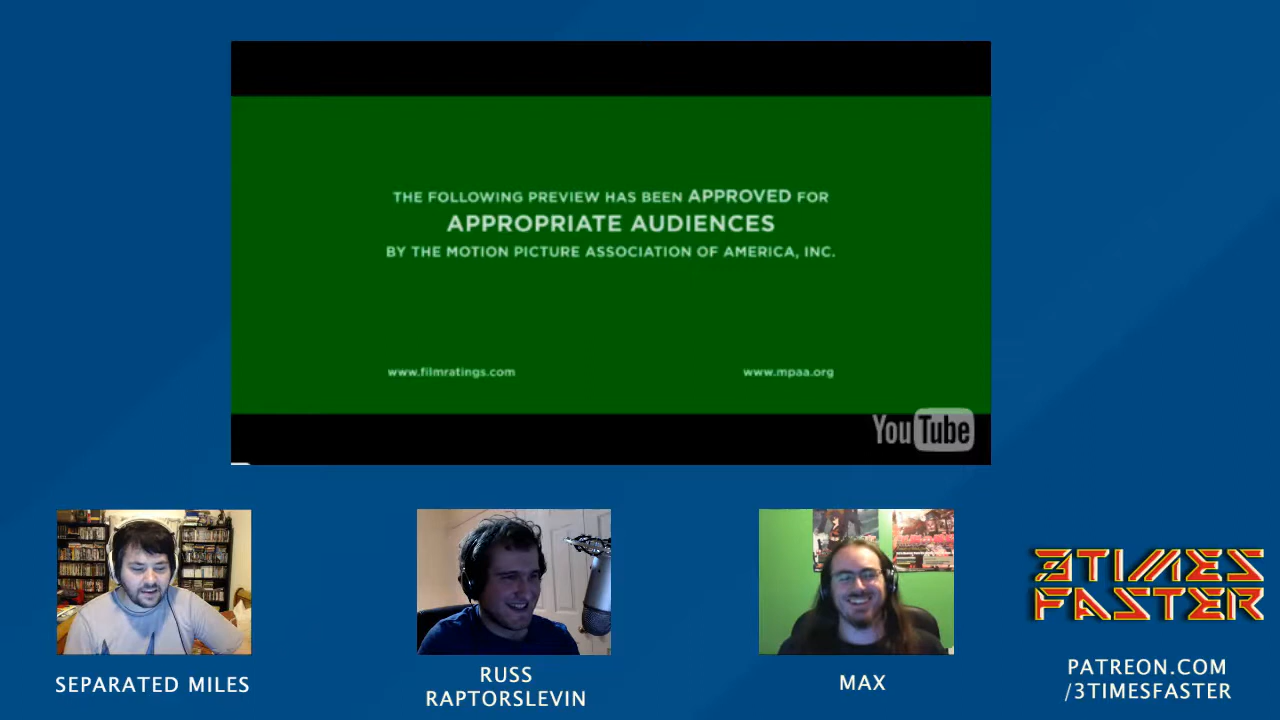 THE FOLLOWING PREVIEW HAS BEEN APPROVED FOR
APPROPRIATE AUDIENCES
BY THE MOTION PICTURE ASSOCIATION OF AMERICA, INC.
www.filmratings.com www.mpaa.org
YouTube
SEPARATED MILES
RUSS
RAPTORSLEVIN
MAX
3TIMES
FASTER
PATREON.COM
/3TIMESFASTER